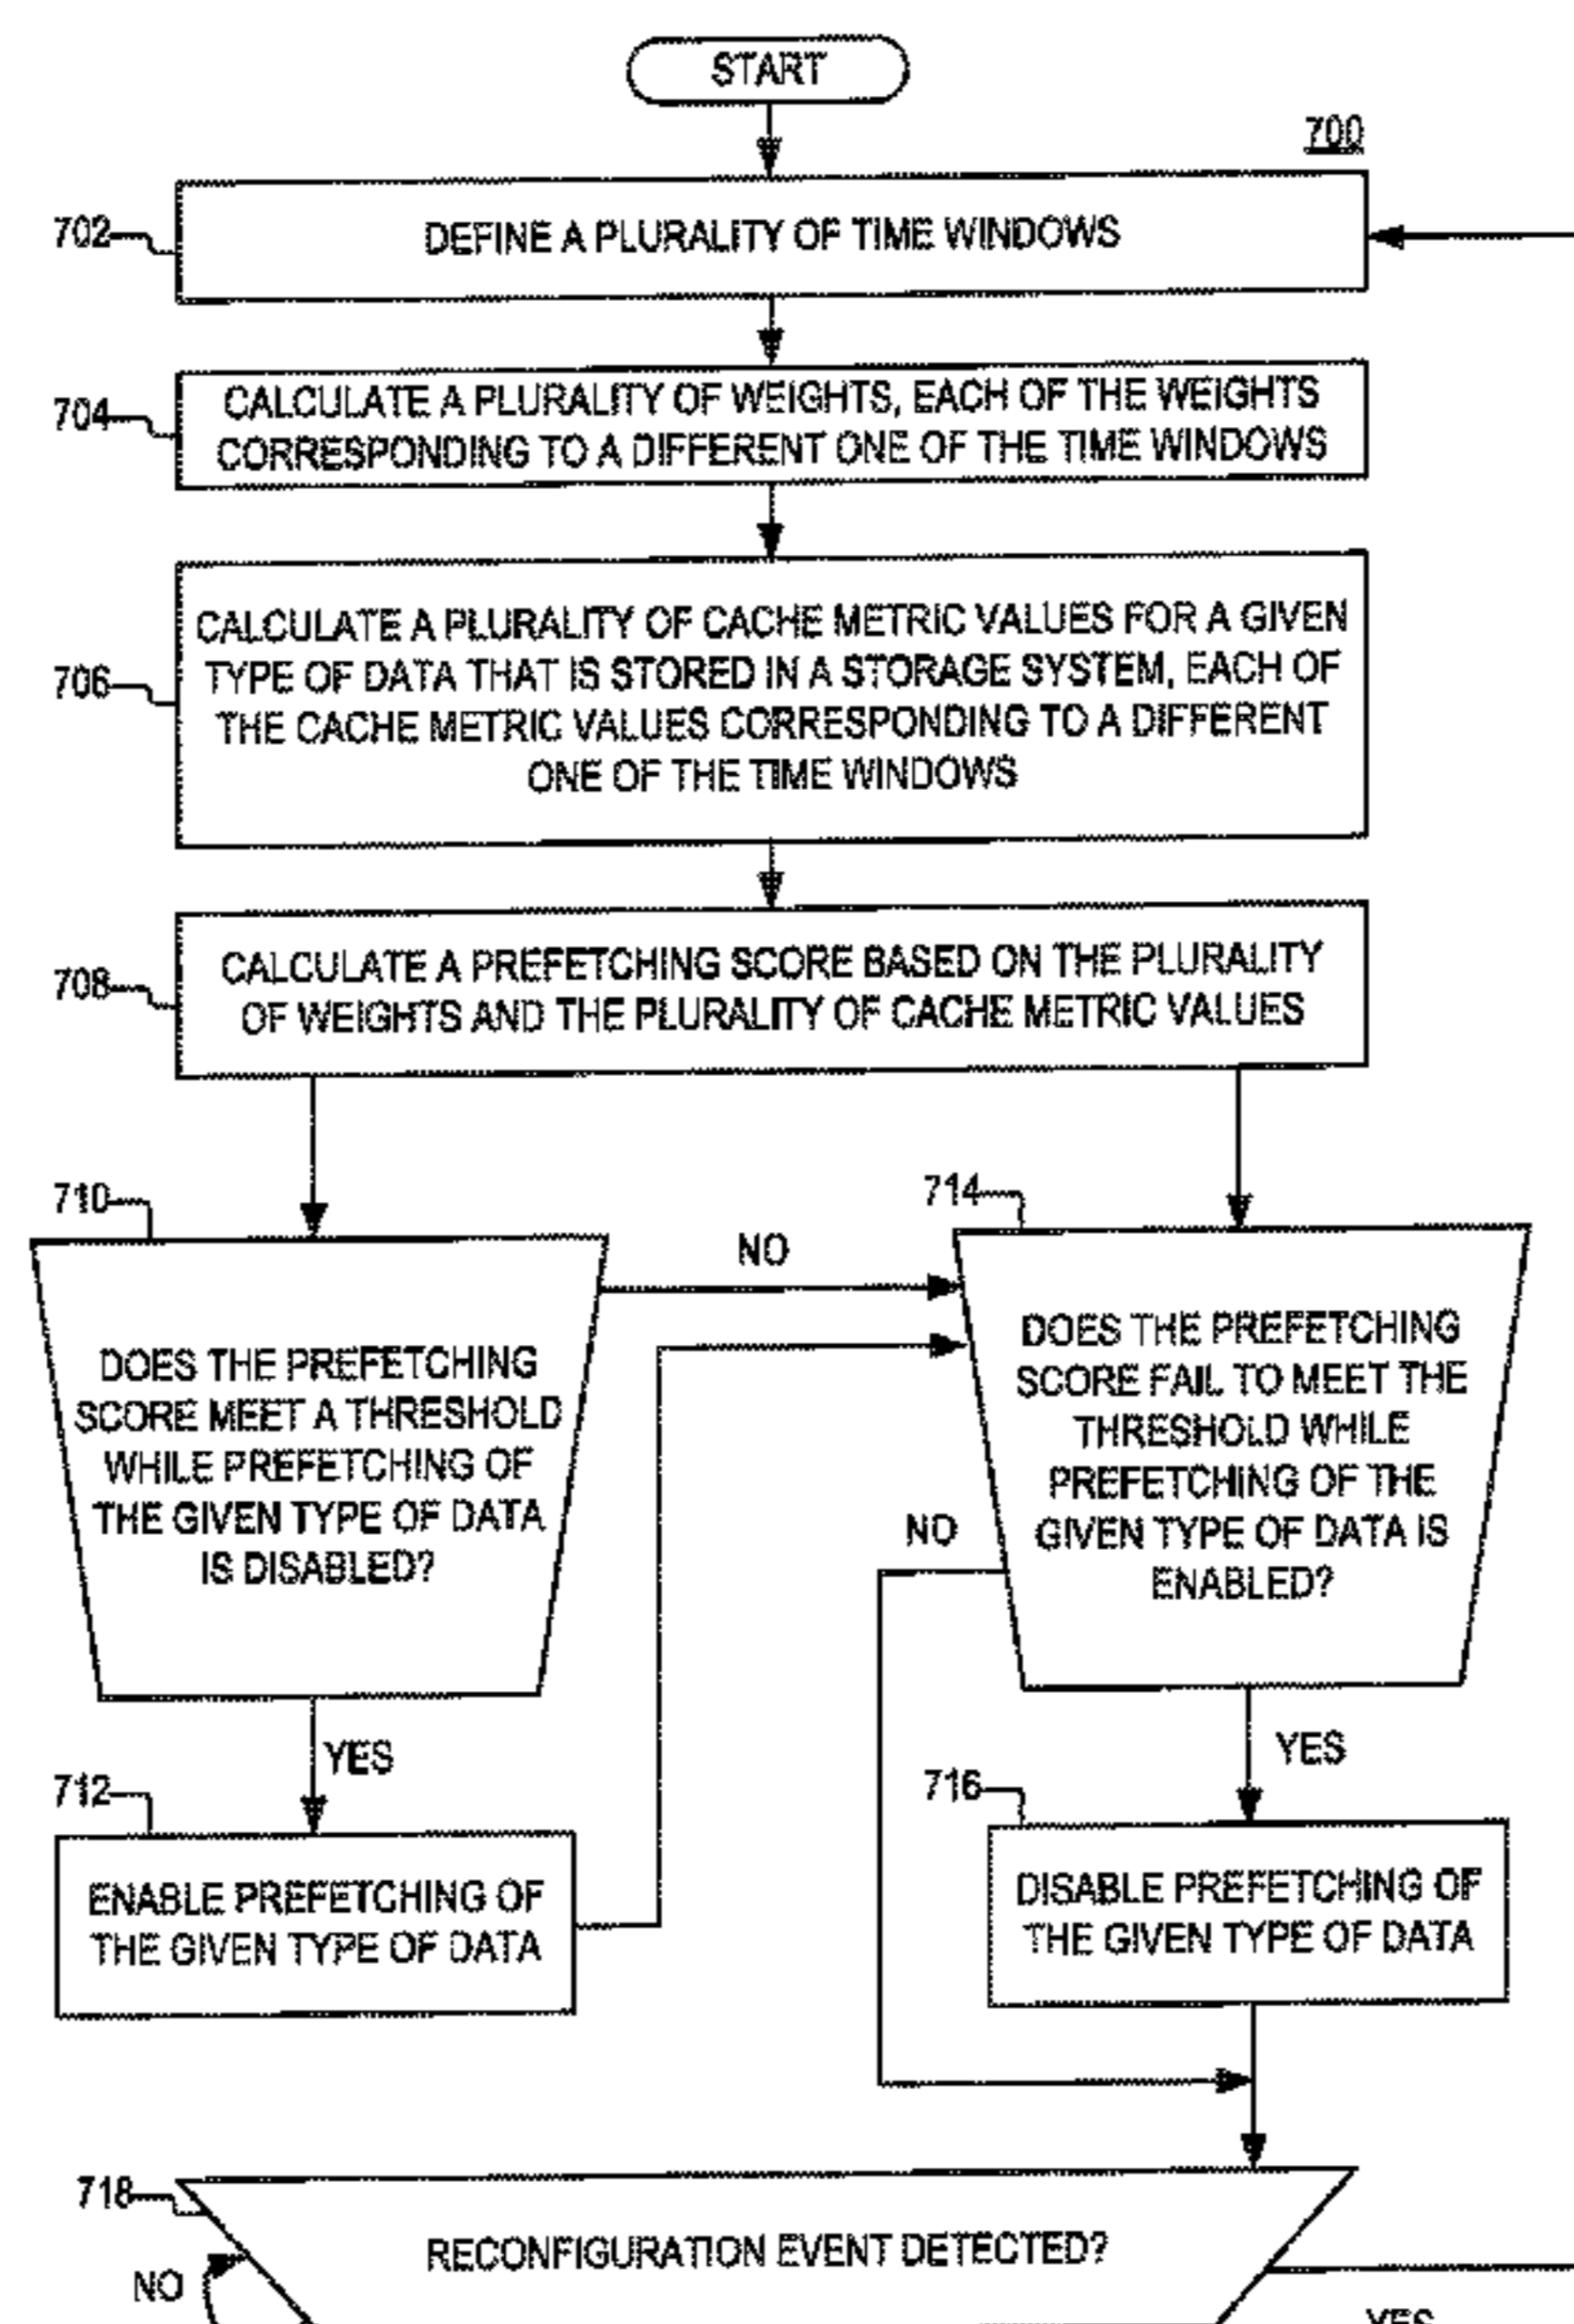 START
700
702
DEFINE A PLURALITY OF TIME WINDOWS
704
CALCULATE A PLURALITY OF WEIGHTS, EACH OF THE WEIGHTS
CORRESPONDING TO A DIFFERENT ONE OF THE TIME WINDOWS
706
CALCULATE A PLURALITY OF CACHE METRIC VALUES FOR A GIVEN
TYPE OF DATA THAT IS STORED IN A STORAGE SYSTEM, EACH OF
THE CACHE METRIC VALUES CORRESPONDING TO A DIFFERENT
ONE OF THE TIME WINDOWS
708
CALCULATE A PREFETCHING SCORE BASED ON THE PLURALITY
OF WEIGHTS AND THE PLURALITY OF CACHE METRIC VALUES
710
DOES THE PREFETCHING
SCORE MEET A THRESHOLD
WHILE PREFETCHING OF
THE GIVEN TYPE OF DATA
IS DISABLED?
NO
YES
712
ENABLE PREFETCHING OF
THE GIVEN TYPE OF DATA
714
DOES THE PREFETCHING
SCORE FAIL TO MEET THE
THRESHOLD WHILE
PREFETCHING OF THE
GIVEN TYPE OF DATA IS
ENABLED?
NO
YES
716
DISABLE PREFETCHING OF
THE GIVEN TYPE OF DATA
718
RECONFIGURATION EVENT DETECTED?
NO
YES